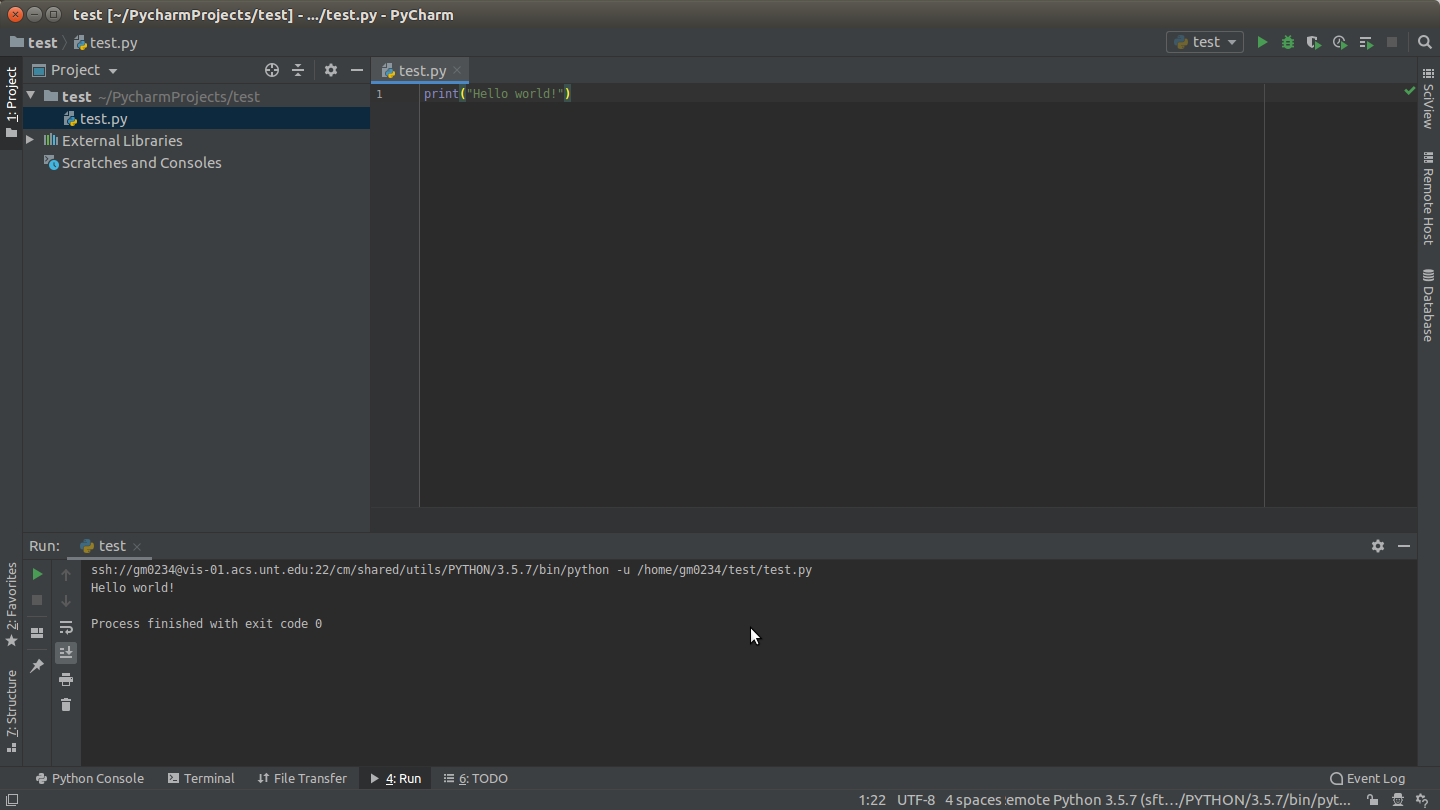 test [~/PycharmProjects/test] - .../test.py - PyCharm
test test.py
test
1: Project
Project
test ~/PycharmProjects/test
test.py
External Libraries
Scratches and Consoles
test.py
1 print("Hello world!")
SciView
Remote Host
Database
2: Favorites
7: Structure
Run: test
ssh://gm0234@vis-01.acs.unt.edu:22/cm/shared/utils/PYTHON/3.5.7/bin/python -u /home/gm0234/test/test.py
Hello world!
Process finished with exit code 0
Python Console Terminal File Transfer 4: Run 6: TODO Event Log
1:22 UTF-8 4 spaces emote Python 3.5.7 (sft.../PYTHON/3.5.7/bin/pyt...